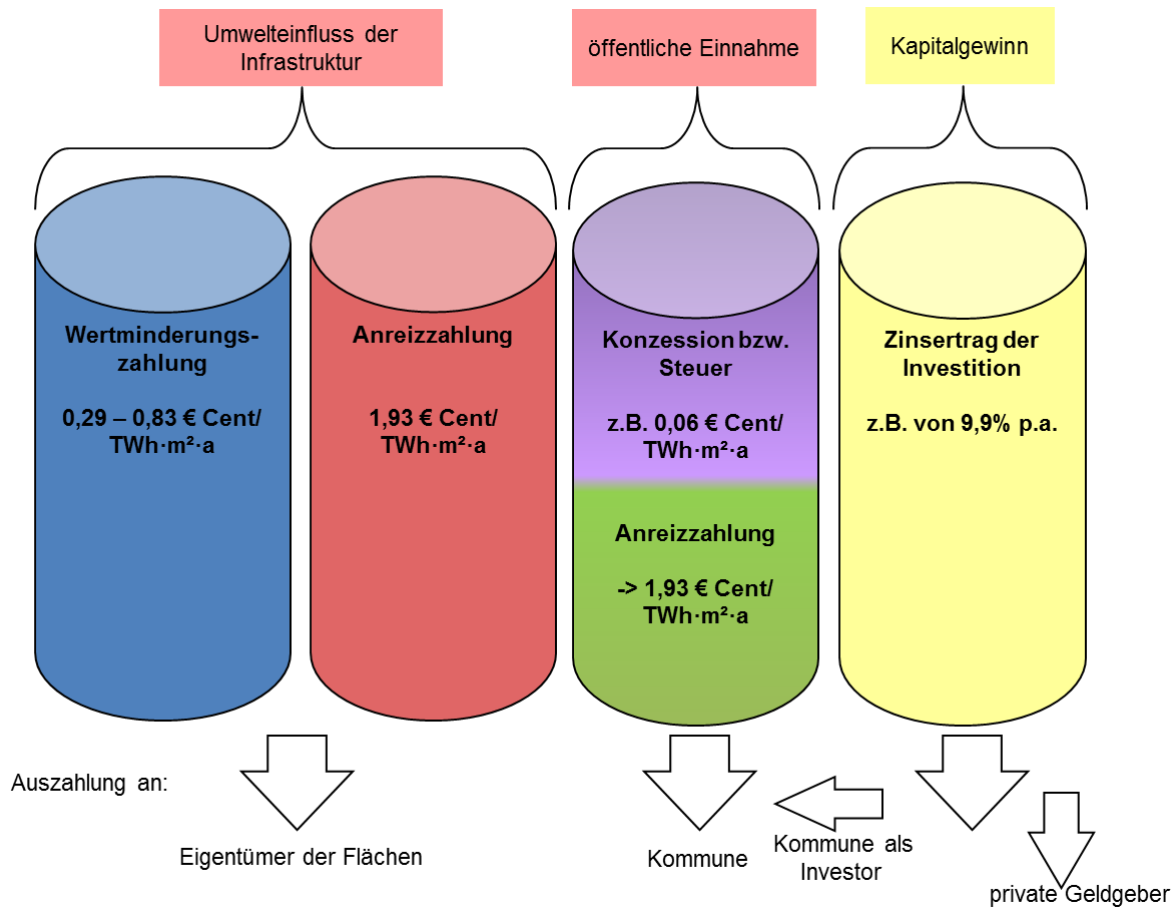 Umwelteinfluss der
Infrastruktur
öffentliche Einnahme
Kapitalgewinn
Wertminderungs-
zahlung
0,29 – 0,83 € Cent/
TWh·m²·a
Anreizzahlung
1,93 € Cent/
TWh·m²·a
Konzession bzw.
Steuer
z.B. 0,06 € Cent/
TWh·m²·a
Anreizzahlung
-> 1,93 € Cent/
TWh·m²·a
Zinsertrag der
Investition
z.B. von 9,9% p.a.
Auszahlung an:
Eigentümer der Flächen
Kommune
Kommune als
Investor
private Geldgeber